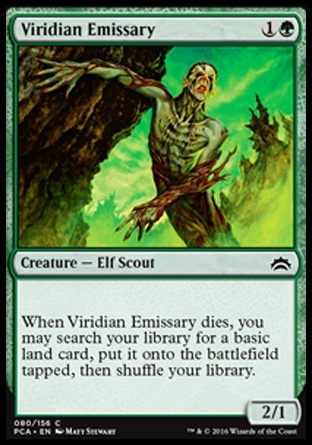 Viridian Emissary 1
Creature — Elf Scout
When Viridian Emissary dies, you
may search your library for a basic
land card, put it onto the battlefield
tapped, then shuffle your library.
2/1
080/156 C
PCA • EN Matt Stewart ™ & © 2016 Wizards of the Coast